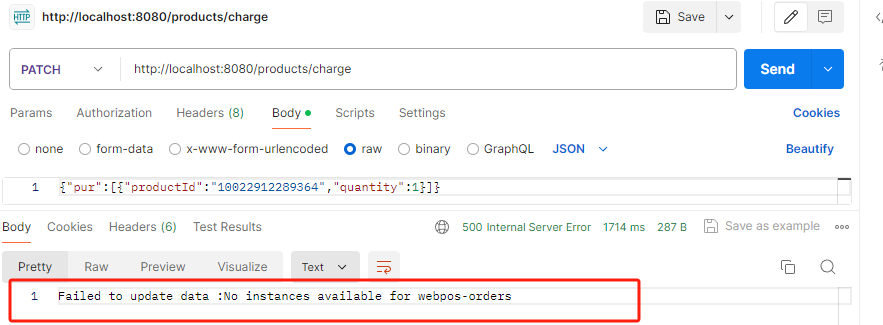 HTTP http://localhost:8080/products/charge Save
PATCH http://localhost:8080/products/charge Send
Params Authorization Headers (8) Body Scripts Settings Cookies
none form-data x-www-form-urlencoded raw binary GraphQL JSON Beautify
1 {"pur":[{"productId":"10022912289364","quantity":1}]}
Body Cookies Headers (6) Test Results 500 Internal Server Error 1714 ms 287 B Save as example
Pretty Raw Preview Visualize Text
1 Failed to update data :No instances available for webpos-orders